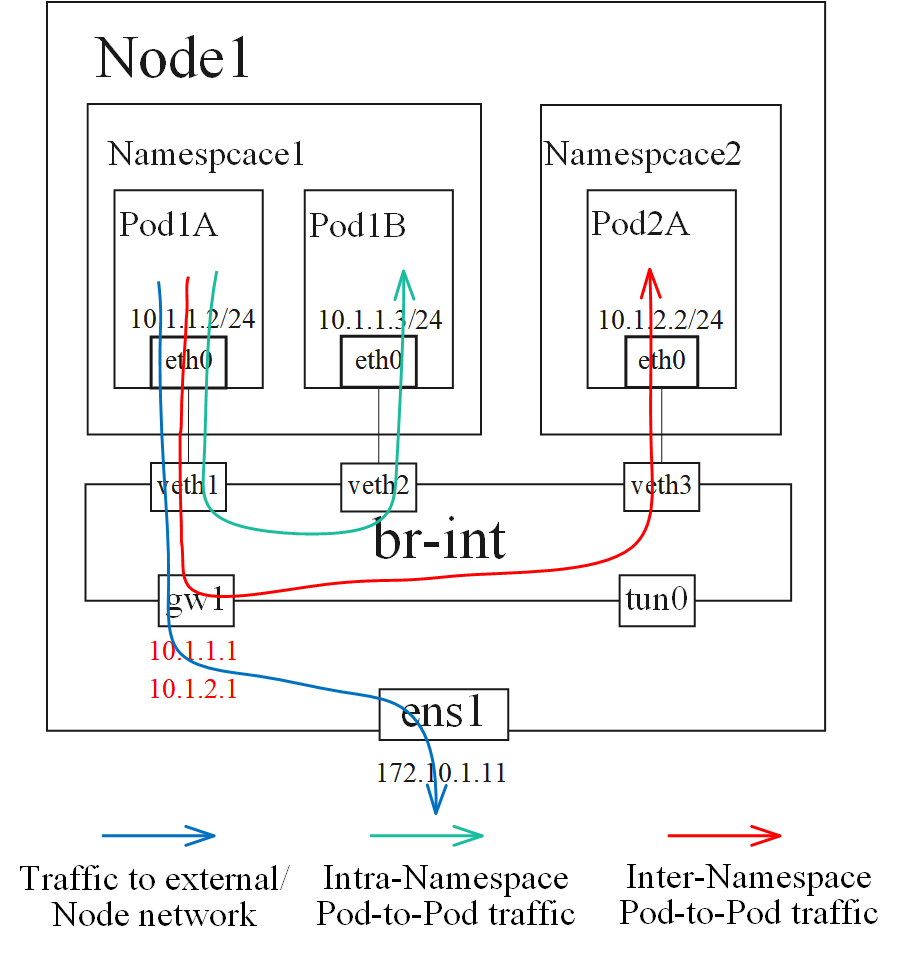 Node1
Namespcace1
Namespcace2
Pod1A
Pod1B
Pod2A
10.1.1.2/24
10.1.1.3/24
10.1.2.2/24
eth0
eth0
eth0
veth1
veth2
veth3
br-int
gw1
tun0
10.1.1.1
10.1.2.1
ens1
172.10.1.11
Traffic to external/
Node network
Intra-Namespace
Pod-to-Pod traffic
Inter-Namespace
Pod-to-Pod traffic